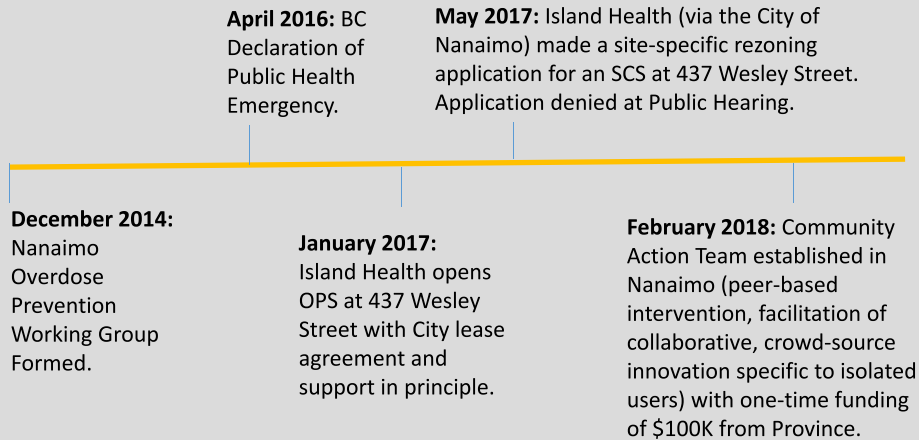 April 2016: BC
Declaration of
Public Health
Emergency.
May 2017: Island Health (via the City of
Nanaimo) made a site-specific rezoning
application for an SCS at 437 Wesley Street.
Application denied at Public Hearing.
December 2014:
Nanaimo
Overdose
Prevention
Working Group
Formed.
January 2017:
Island Health opens
OPS at 437 Wesley
Street with City lease
agreement and
support in principle.
February 2018: Community
Action Team established in
Nanaimo (peer-based
intervention, facilitation of
collaborative, crowd-source
innovation specific to isolated
users) with one-time funding
of $100K from Province.